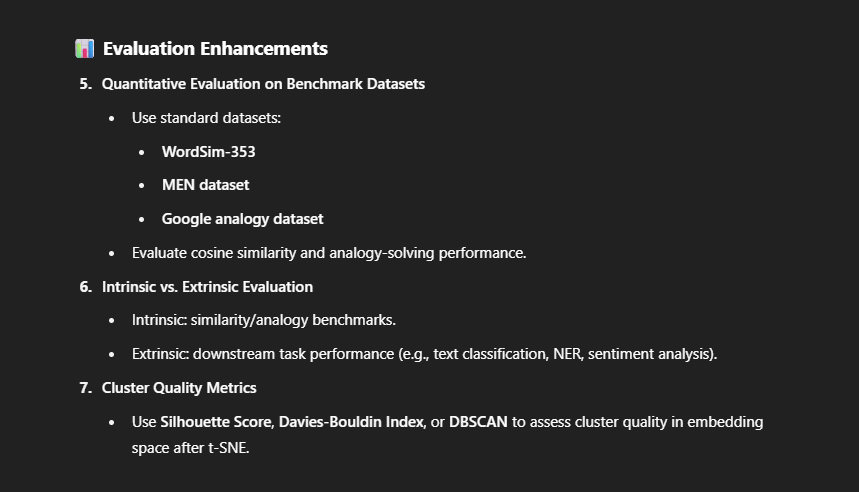 📊 Evaluation Enhancements
5. Quantitative Evaluation on Benchmark Datasets
• Use standard datasets:
• WordSim-353
• MEN dataset
• Google analogy dataset
• Evaluate cosine similarity and analogy-solving performance.
6. Intrinsic vs. Extrinsic Evaluation
• Intrinsic: similarity/analogy benchmarks.
• Extrinsic: downstream task performance (e.g., text classification, NER, sentiment analysis).
7. Cluster Quality Metrics
• Use Silhouette Score, Davies-Bouldin Index, or DBSCAN to assess cluster quality in embedding
space after t-SNE.